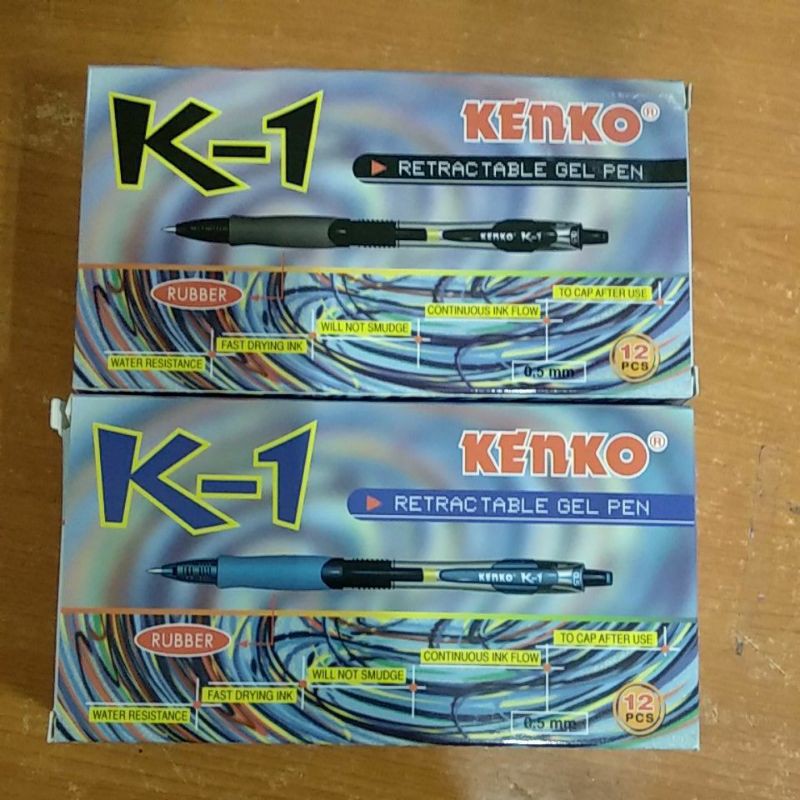 K-1
KENKO®
RETRACTABLE GEL PEN
KENKO® K-1
RUBBER
TO CAP AFTER USE
CONTINUOUS INK FLOW
WILL NOT SMUDGE
FAST DRYING INK
WATER RESISTANCE
0,5 mm
12
PCS
K-1
KENKO®
RETRACTABLE GEL PEN
KENKO® K-1 0.5
RUBBER
TO CAP AFTER USE
CONTINUOUS INK FLOW
WILL NOT SMUDGE
FAST DRYING INK
WATER RESISTANCE
0,5 mm
12
PCS